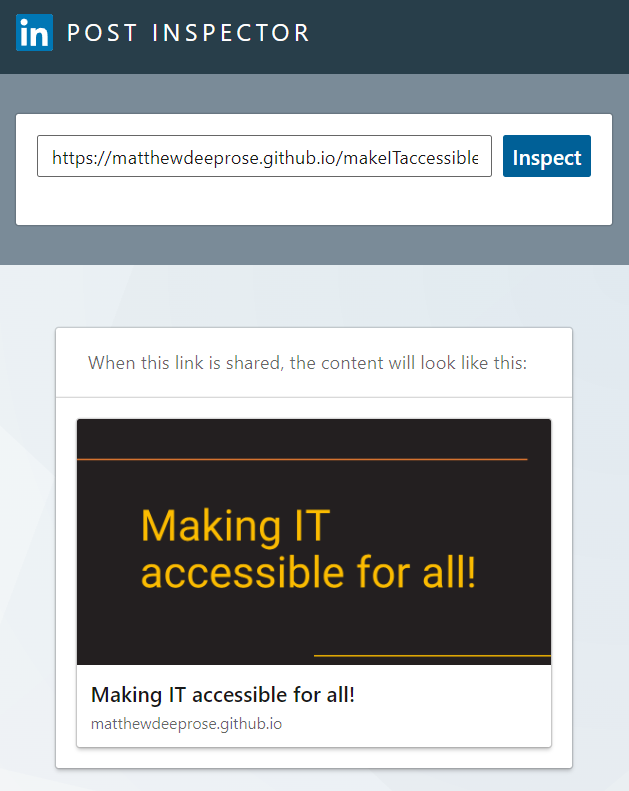 in POST INSPECTOR
https://matthewdeeprose.github.io/makeITaccessible
Inspect
When this link is shared, the content will look like this:
Making IT
accessible for all!
Making IT accessible for all!
matthewdeeprose.github.io